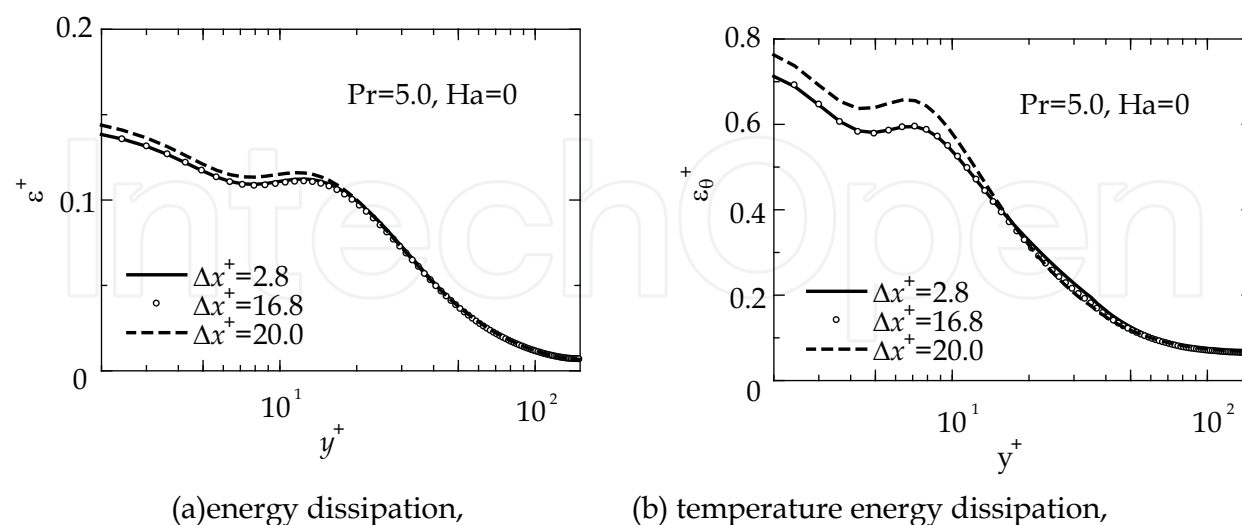 0.2
Pr=5.0, Ha=0
ε⁺
0.1
Δx⁺=2.8
Δx⁺=16.8
Δx⁺=20.0
0
10¹
10²
y⁺
(a)energy dissipation,
0.8
Pr=5.0, Ha=0
0.6
εθ⁺
0.4
0.2
Δx⁺=2.8
Δx⁺=16.8
Δx⁺=20.0
0
10¹
10²
y⁺
(b) temperature energy dissipation,
IntechOpen